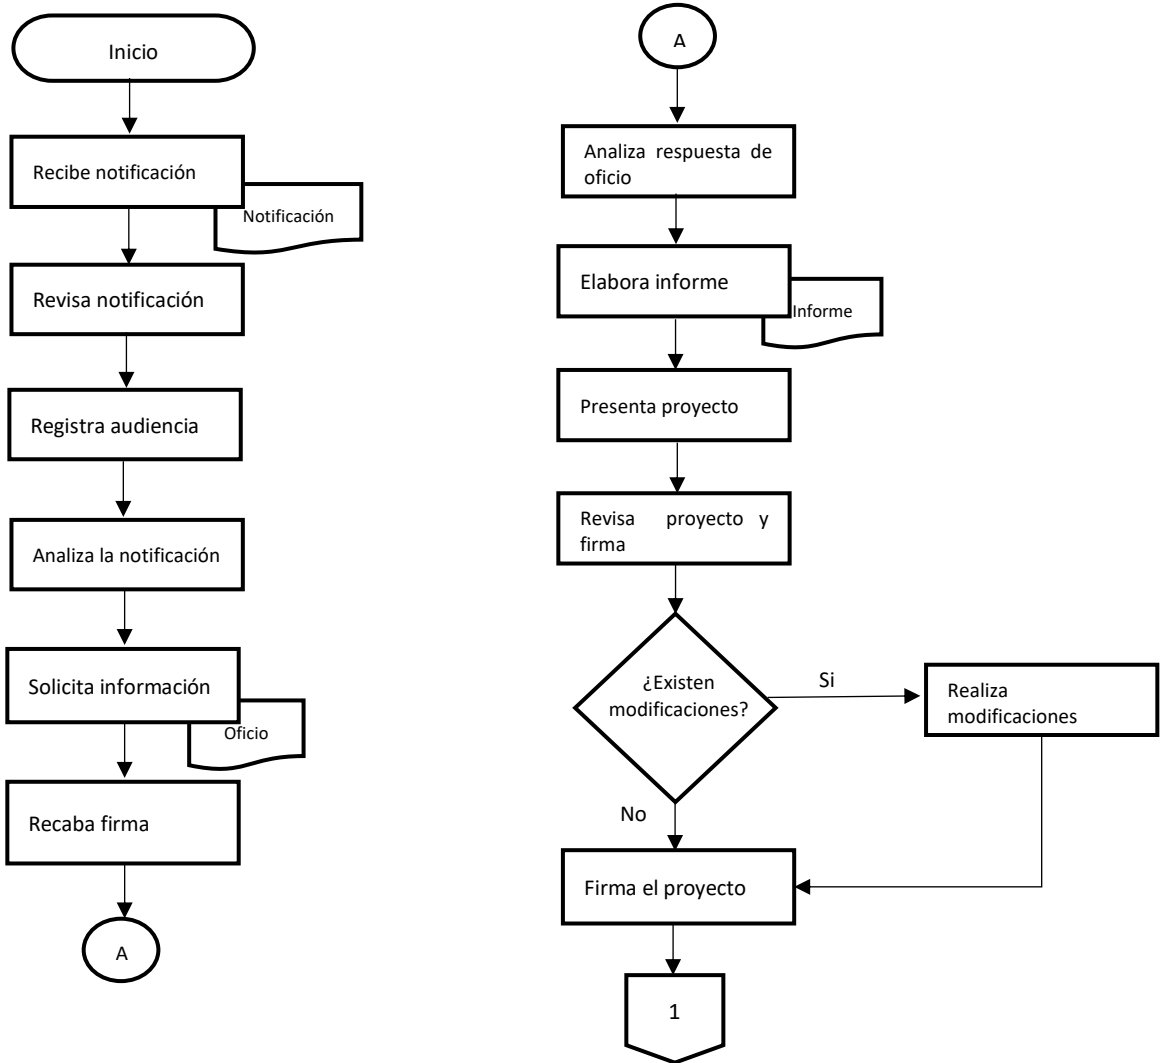 Inicio
Recibe notificación
Notificación
Revisa notificación
Registra audiencia
Analiza la notificación
Solicita información
Oficio
Recaba firma
A
A
Analiza respuesta de
oficio
Elabora informe
Informe
Presenta proyecto
Revisa proyecto y
firma
¿Existen
modificaciones?
Si
Realiza
modificaciones
No
Firma el proyecto
1